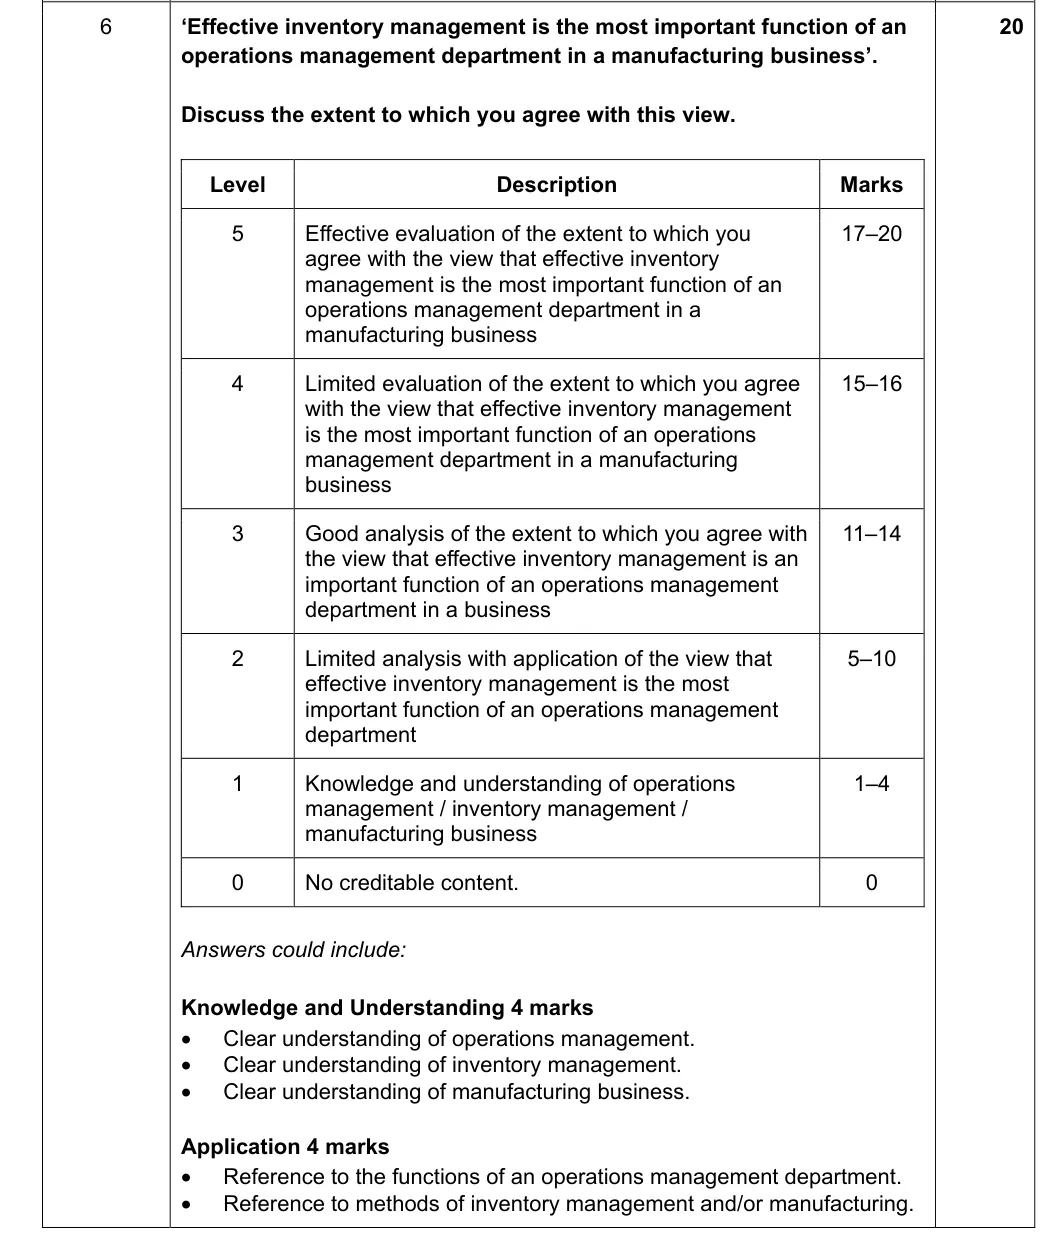 6
‘Effective inventory management is the most important function of an
operations management department in a manufacturing business’.
20
Discuss the extent to which you agree with this view.
Level Description Marks
5 Effective evaluation of the extent to which you 17–20
agree with the view that effective inventory
management is the most important function of an
operations management department in a
manufacturing business
4 Limited evaluation of the extent to which you agree 15–16
with the view that effective inventory management
is the most important function of an operations
management department in a manufacturing
business
3 Good analysis of the extent to which you agree with 11–14
the view that effective inventory management is an
important function of an operations management
department in a business
2 Limited analysis with application of the view that 5–10
effective inventory management is the most
important function of an operations management
department
1 Knowledge and understanding of operations 1–4
management / inventory management /
manufacturing business
0 No creditable content. 0
Answers could include:
Knowledge and Understanding 4 marks
• Clear understanding of operations management.
• Clear understanding of inventory management.
• Clear understanding of manufacturing business.
Application 4 marks
• Reference to the functions of an operations management department.
• Reference to methods of inventory management and/or manufacturing.